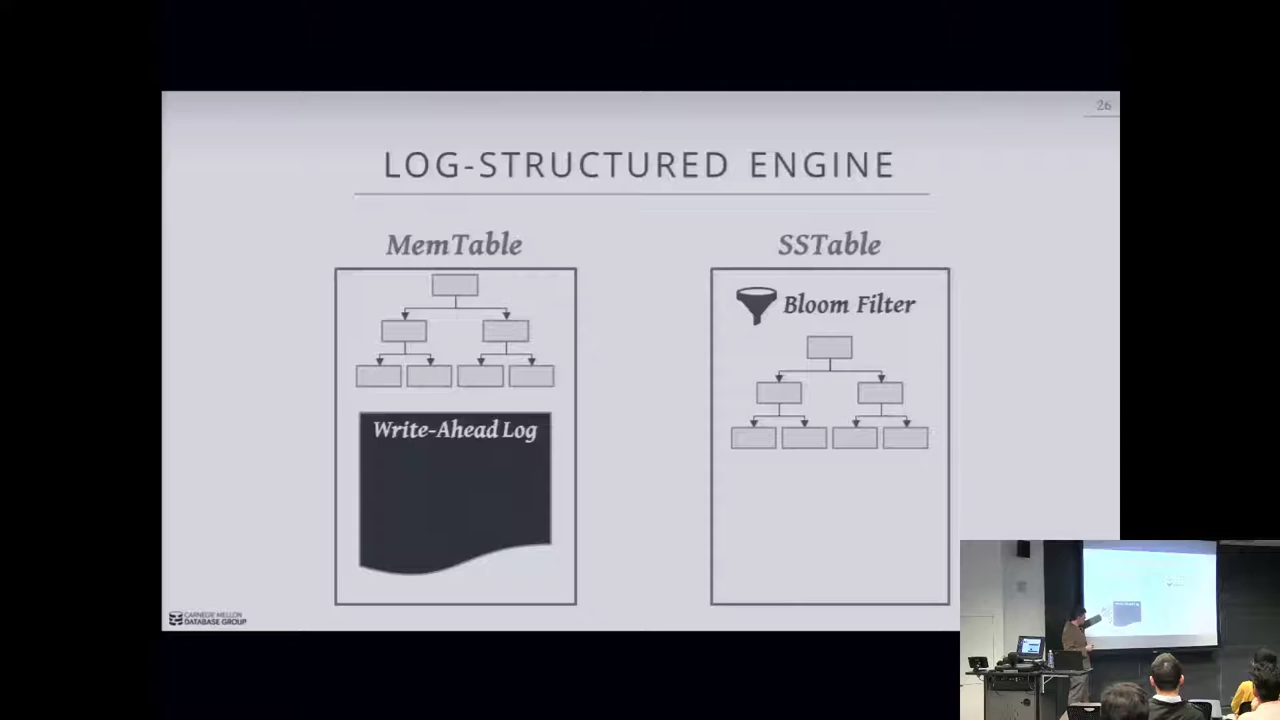 26
LOG-STRUCTURED ENGINE
MemTable
SSTable
Bloom Filter
Write-Ahead Log
CARNEGIE MELLON
DATABASE GROUP